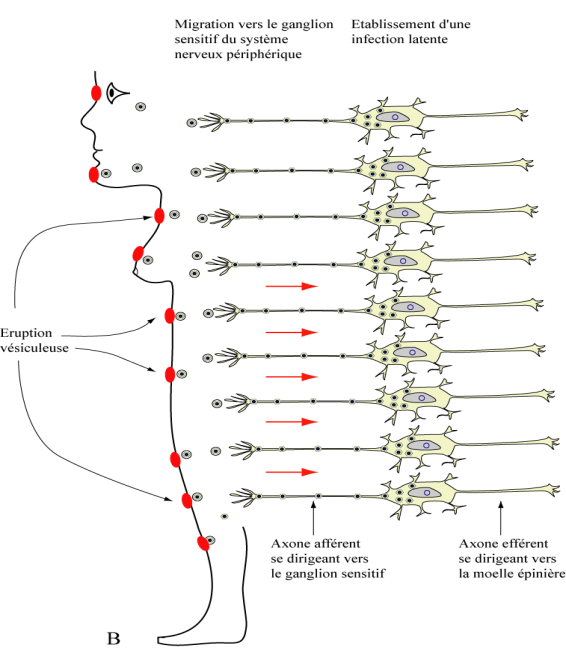 Migration vers le ganglion
sensitif du système
nerveux périphérique
Etablissement d'une
infection latente
Eruption
vésiculeuse
Axone afférent
se dirigeant vers
le ganglion sensitif
Axone efférent
se dirigeant vers
la moelle épinière
B